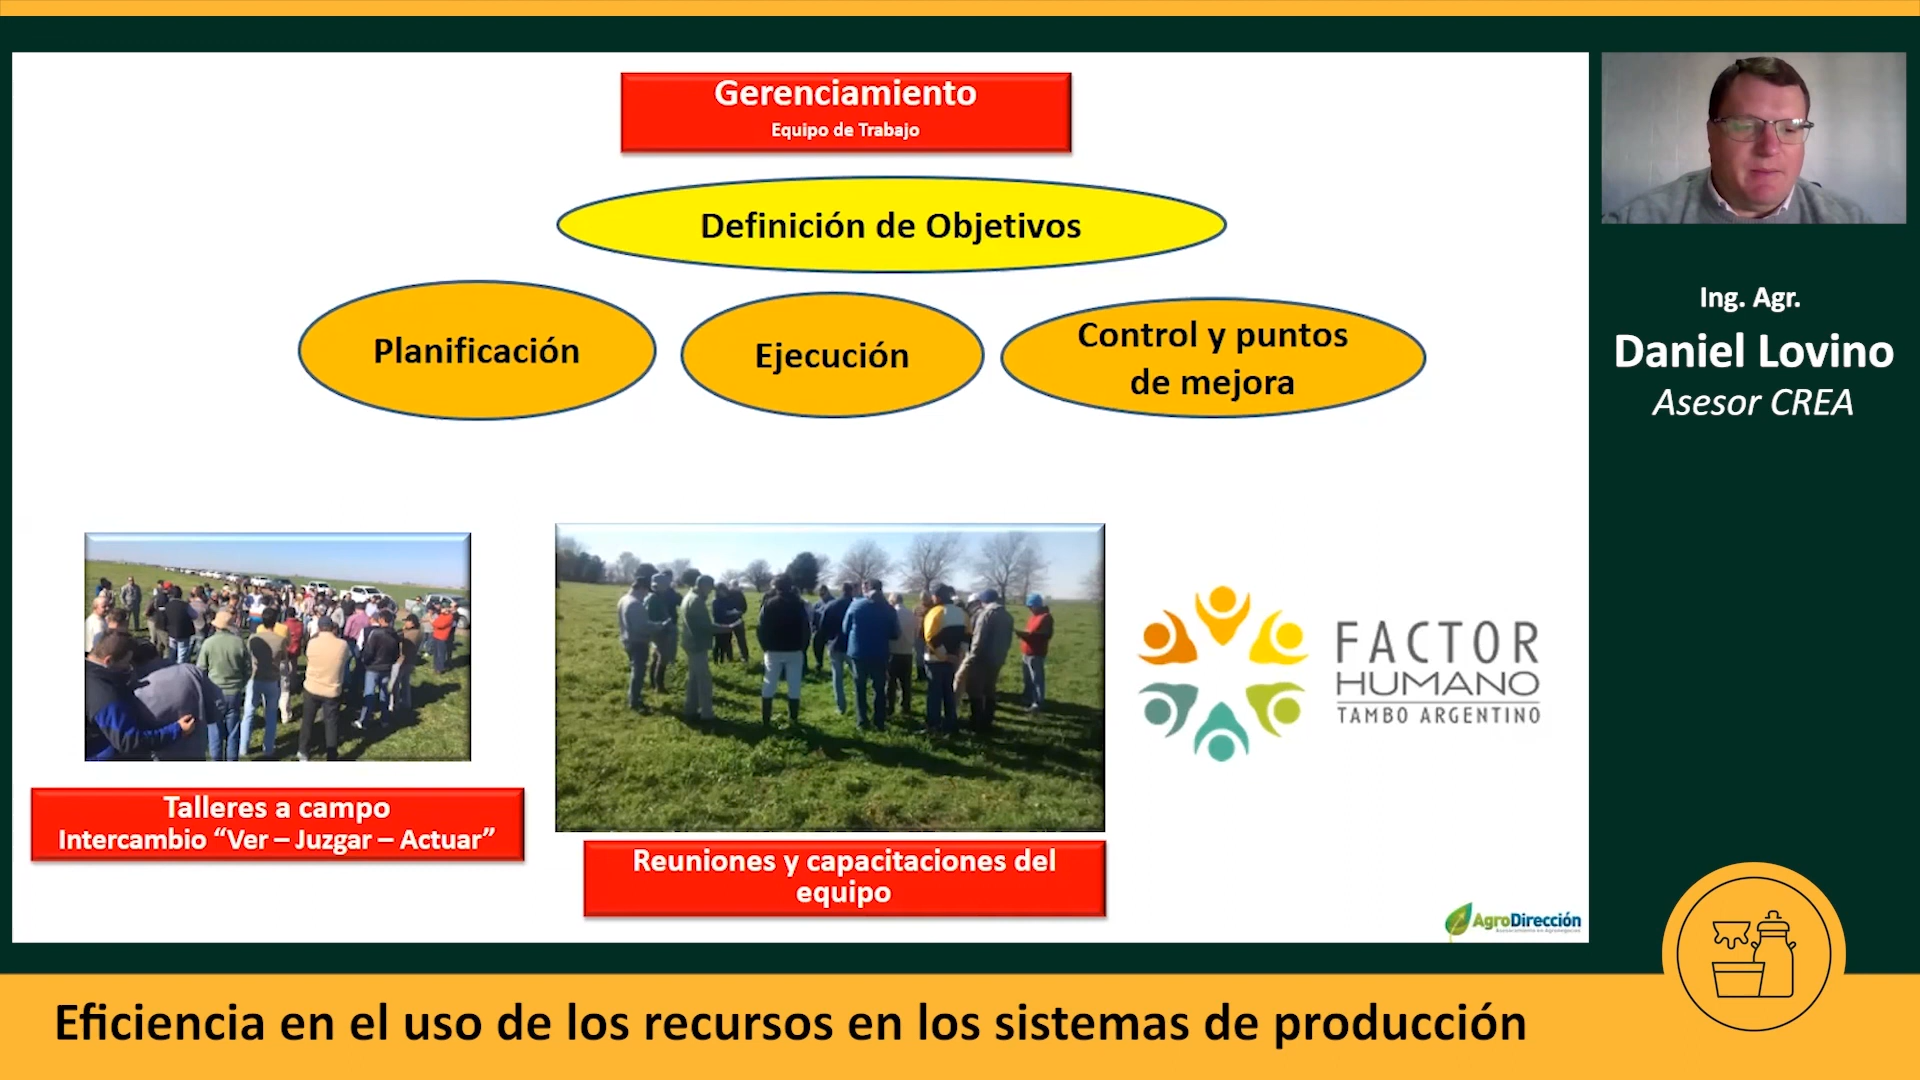 Gerenciamiento
Equipo de Trabajo
Definición de Objetivos
Planificación
Ejecución
Control y puntos
de mejora
Talleres a campo
Intercambio “Ver – Juzgar – Actuar”
Reuniones y capacitaciones del
equipo
FACTOR
HUMANO
TAMBO ARGENTINO
AgroDirección
Ing. Agr.
Daniel Lovino
Asesor CREA
Eficiencia en el uso de los recursos en los sistemas de producción